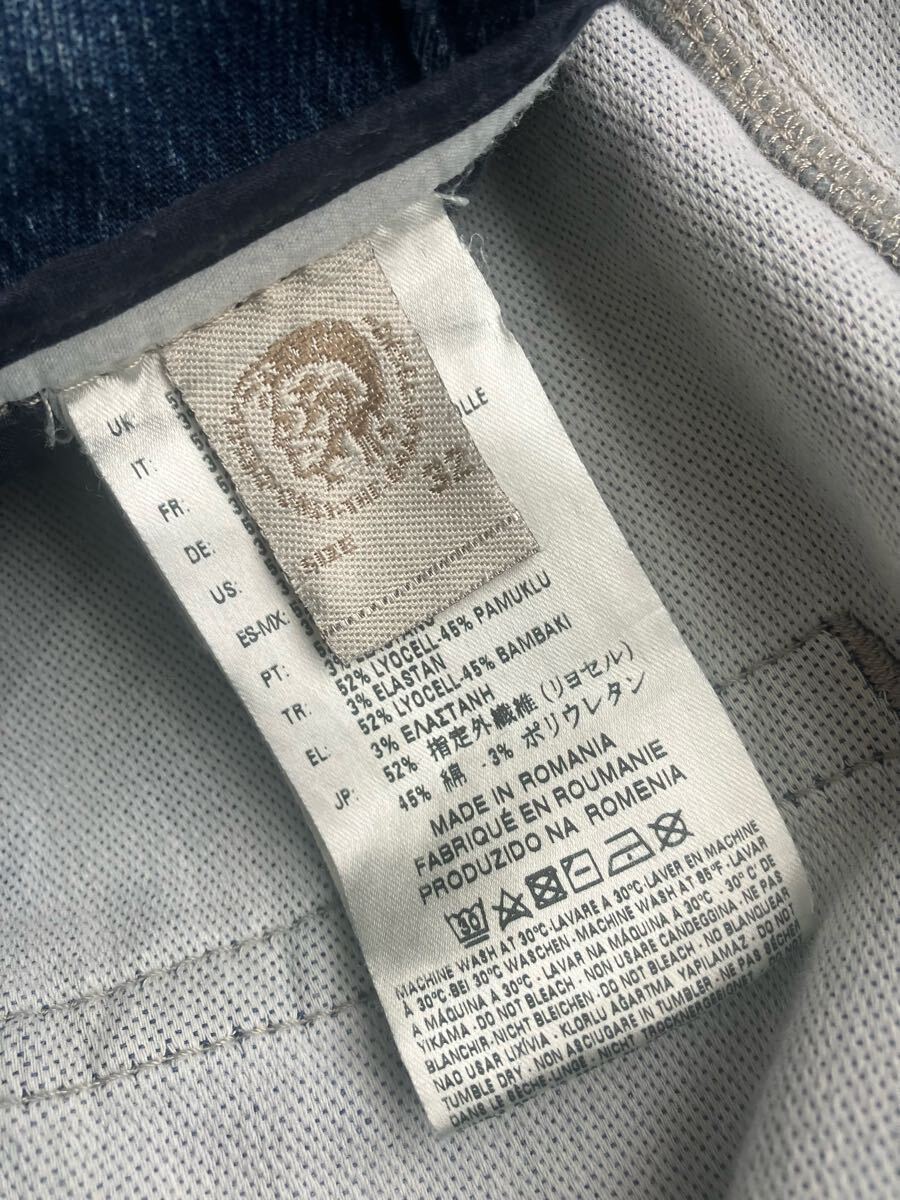 32
SIZE
UK:
IT:
FR:
DE:
US:
ES-MX:
PT:
52% LYOCELL-45% PAMUKLU
TR:
3% ELASTAN
52% LYOCELL-45% BAMBAKI
EL:
3% ΕΛΑΣΤΑΝΗ
JP:
52% 指定外繊維 (リヨセル)
45% 綿 -3% ポリウレタン
MADE IN ROMANIA
FABRIQUÉ EN ROUMANIE
PRODUZIDO NA ROMENIA
30
MACHINE WASH AT 30°C·LAVARE A 30°C·LAVER EN MACHINE
À 30°C·BEI 30°C WASCHEN·MACHINE WASH AT 85°F·LAVAR
A MÁQUINA A 30°C · LAVAR NA MÁQUINA A 30°C · 30°C' DE
YIKAMA · DO NOT BLEACH · NON USARE CANDEGGINA · NE PAS
BLANCHIR·NICHT BLEICHEN · DO NOT BLEACH · NO BLANQUEAR
NAO USAR LIXÍVIA · KLORLU AĞARTMA YAPILAMAZ · DO NOT
TUMBLE DRY · NON ASCIUGARE IN TUMBLER · NE PAS SÉCHER
DANS LE SÈCHE-LINGE · NICHT